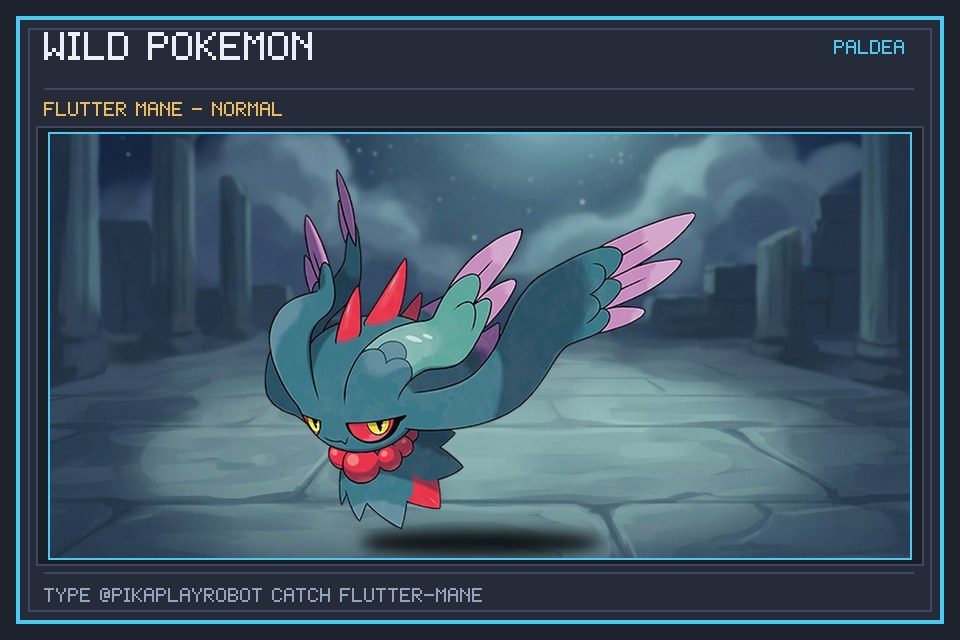 WILD POKEMON
PALDEA
FLUTTER MANE - NORMAL
TYPE @PIKAPLAYROBOT CATCH FLUTTER-MANE